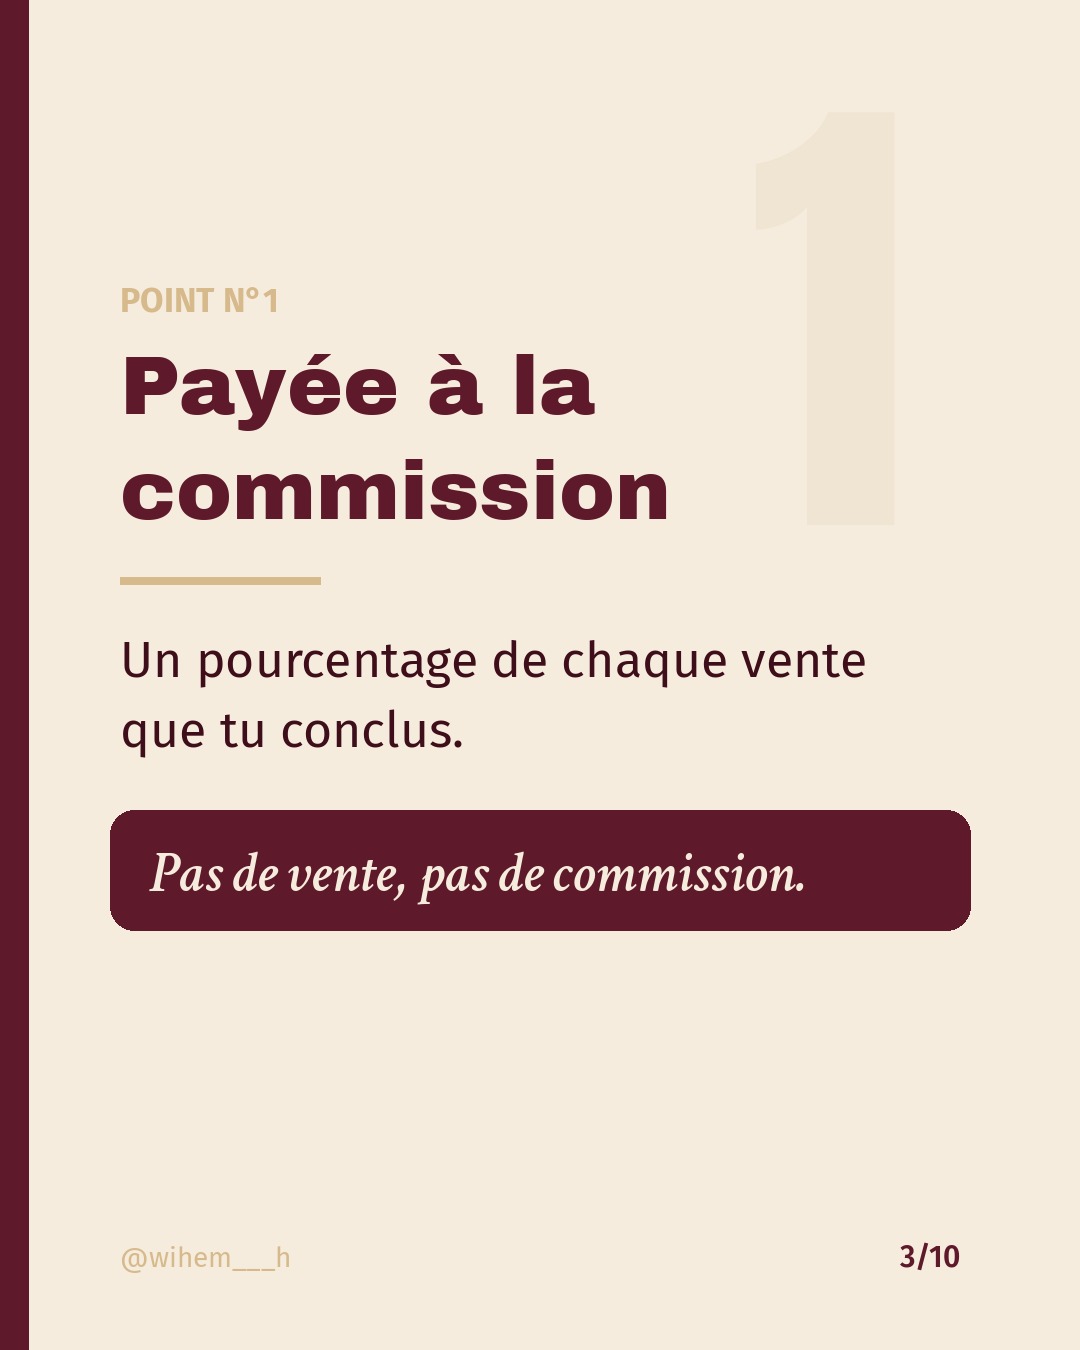 1
POINT N°1
Payée à la
commission
Un pourcentage de chaque vente
que tu conclus.
Pas de vente, pas de commission.
@wihem___h
3/10